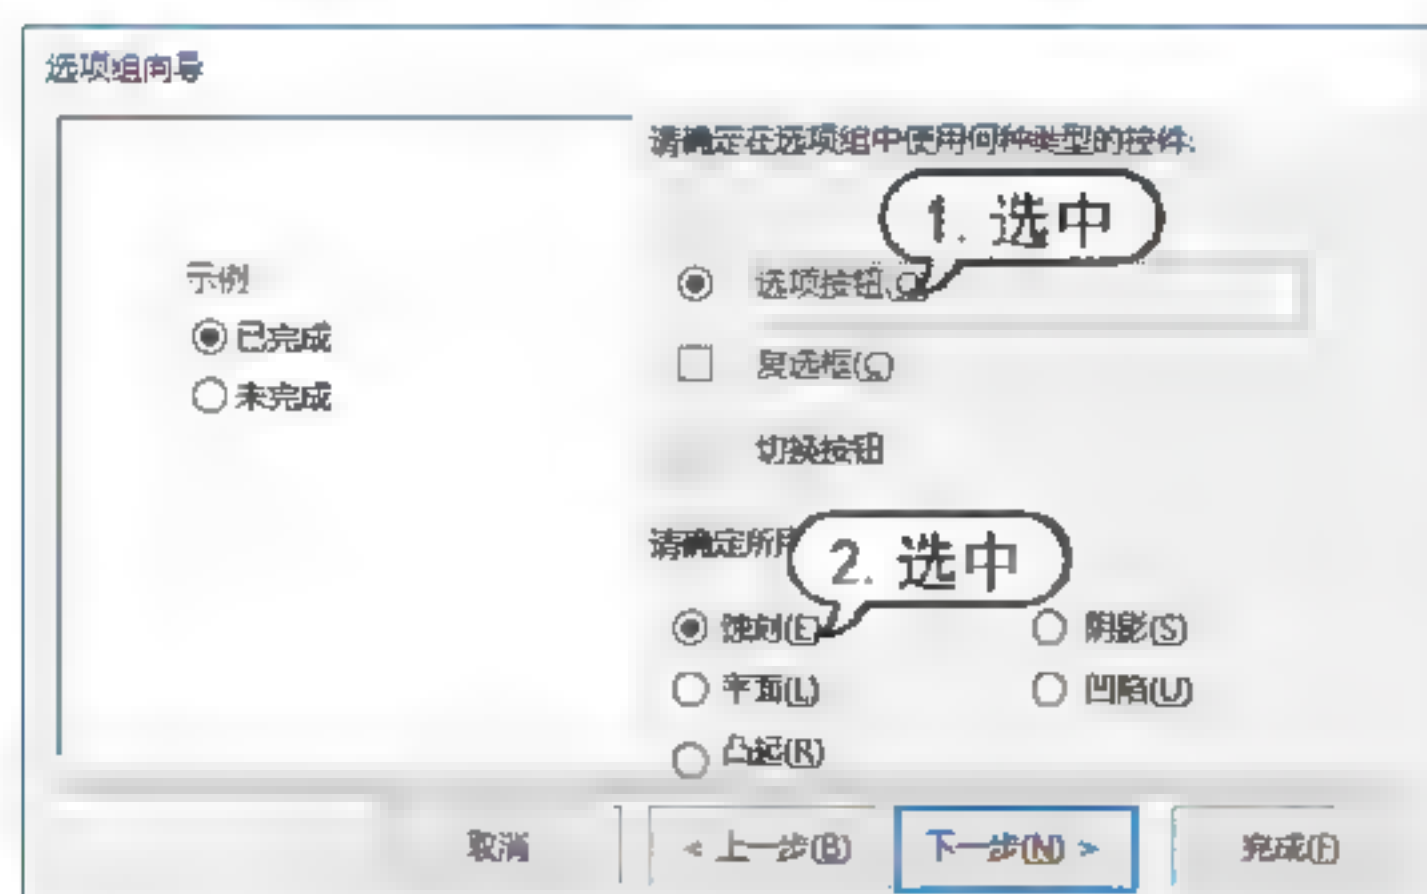 选项组向导
请确定在选项组中使用何种类型的控件:
1. 选中
示例
选项按钮(O)
已完成
复选框(C)
未完成
切换按钮
请确定所用
2. 选中
蚀刻(E)
阴影(S)
平面(L)
凹陷(U)
凸起(R)
取消
< 上一步(B)
下一步(N) >
完成(F)